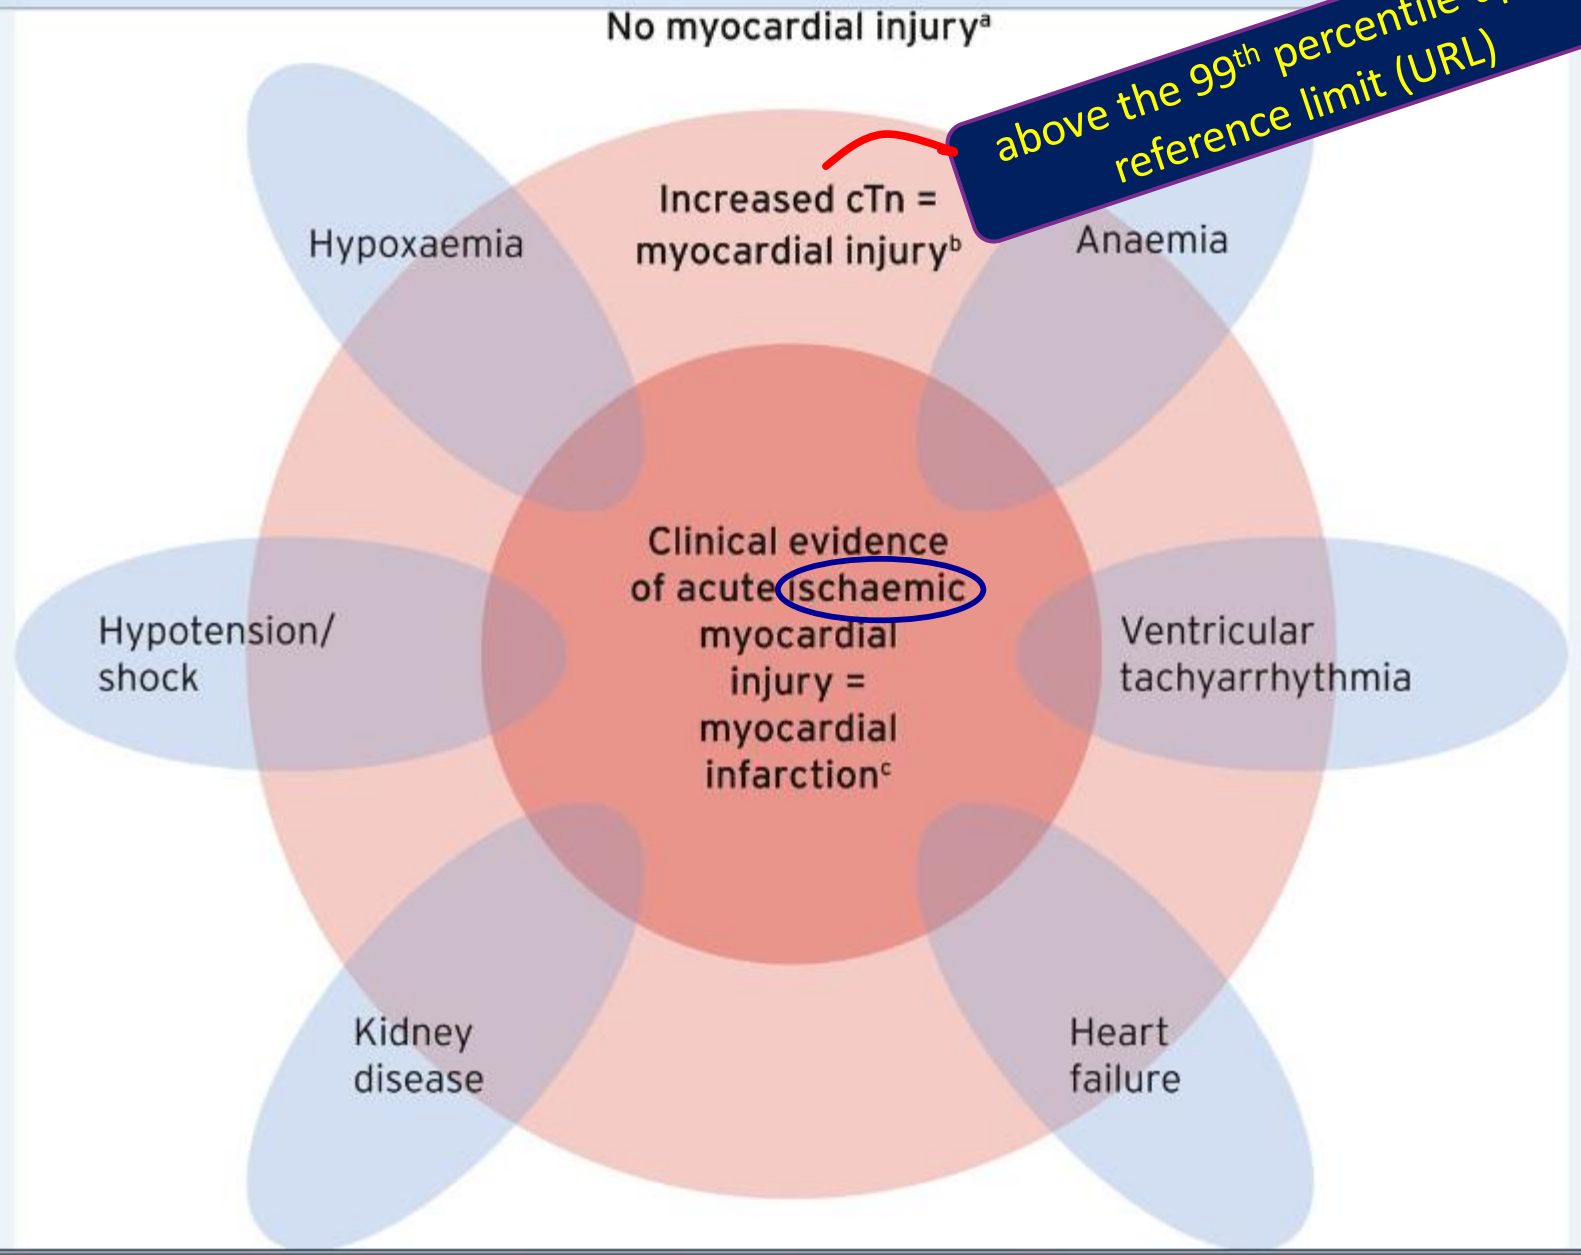 No myocardial injuryᵃ
above the 99ᵗʰ percentile
reference limit (URL)
Increased cTn =
myocardial injuryᵇ
Hypoxaemia
Anaemia
Clinical evidence
of acute ischaemic
myocardial
injury =
myocardial
infarctionᶜ
Hypotension/
shock
Ventricular
tachyarrhythmia
Kidney
disease
Heart
failure